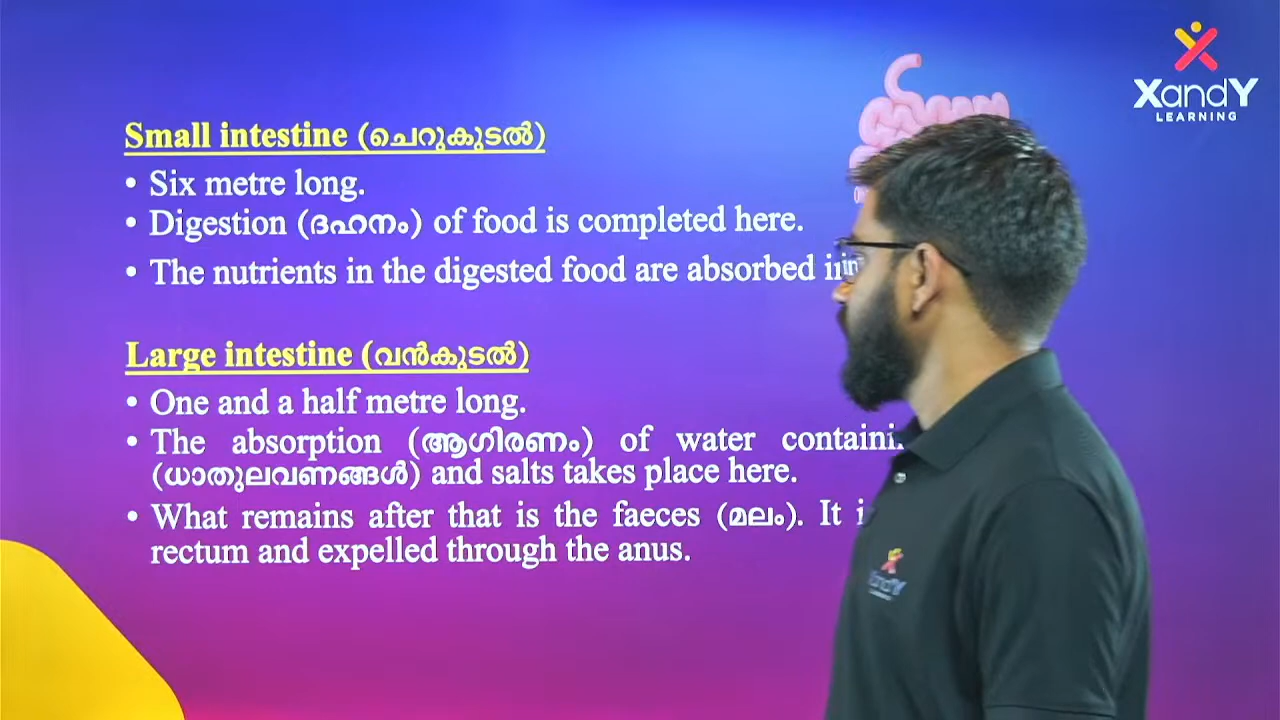 XandY
LEARNING
Small intestine (ചെറുകുടൽ)
• Six metre long.
• Digestion (ദഹനം) of food is completed here.
• The nutrients in the digested food are absorbed
Large intestine (വൻകുടൽ)
• One and a half metre long.
• The absorption (ആഗിരണം) of water
(ധാതുലവണങ്ങൾ) and salts takes place here.
• What remains after that is the faeces (മലം). It
rectum and expelled through the anus.
XandY